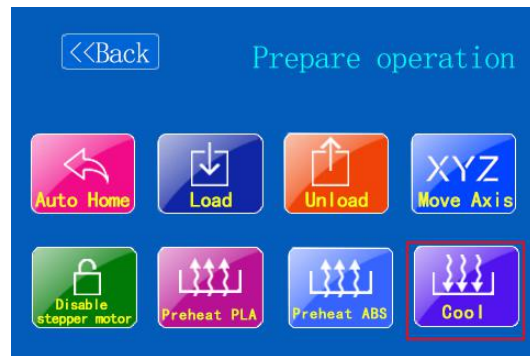 <<Back
Prepare operation
Auto Home
Load
Unload
XYZ
Move Axis
Disable
stepper motor
Preheat PLA
Preheat ABS
Cool